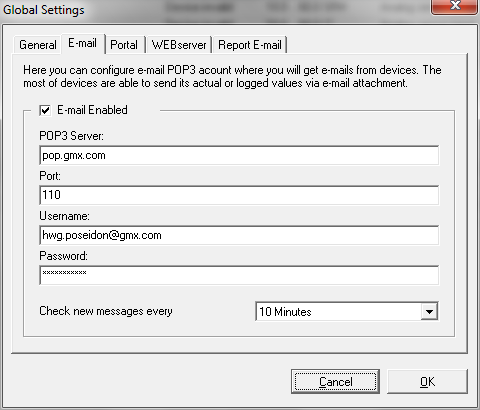 Global Settings
General E-mail Portal WEBserver Report E-mail
Here you can configure e-mail POP3 acount where you will get e-mails from devices. The
most of devices are able to send its actual or logged values via e-mail attachment.
E-mail Enabled
POP3 Server:
pop.gmx.com
Port:
110
Username:
hwg.poseidon@gmx.com
Password:
***********
Check new messages every 10 Minutes
Cancel OK